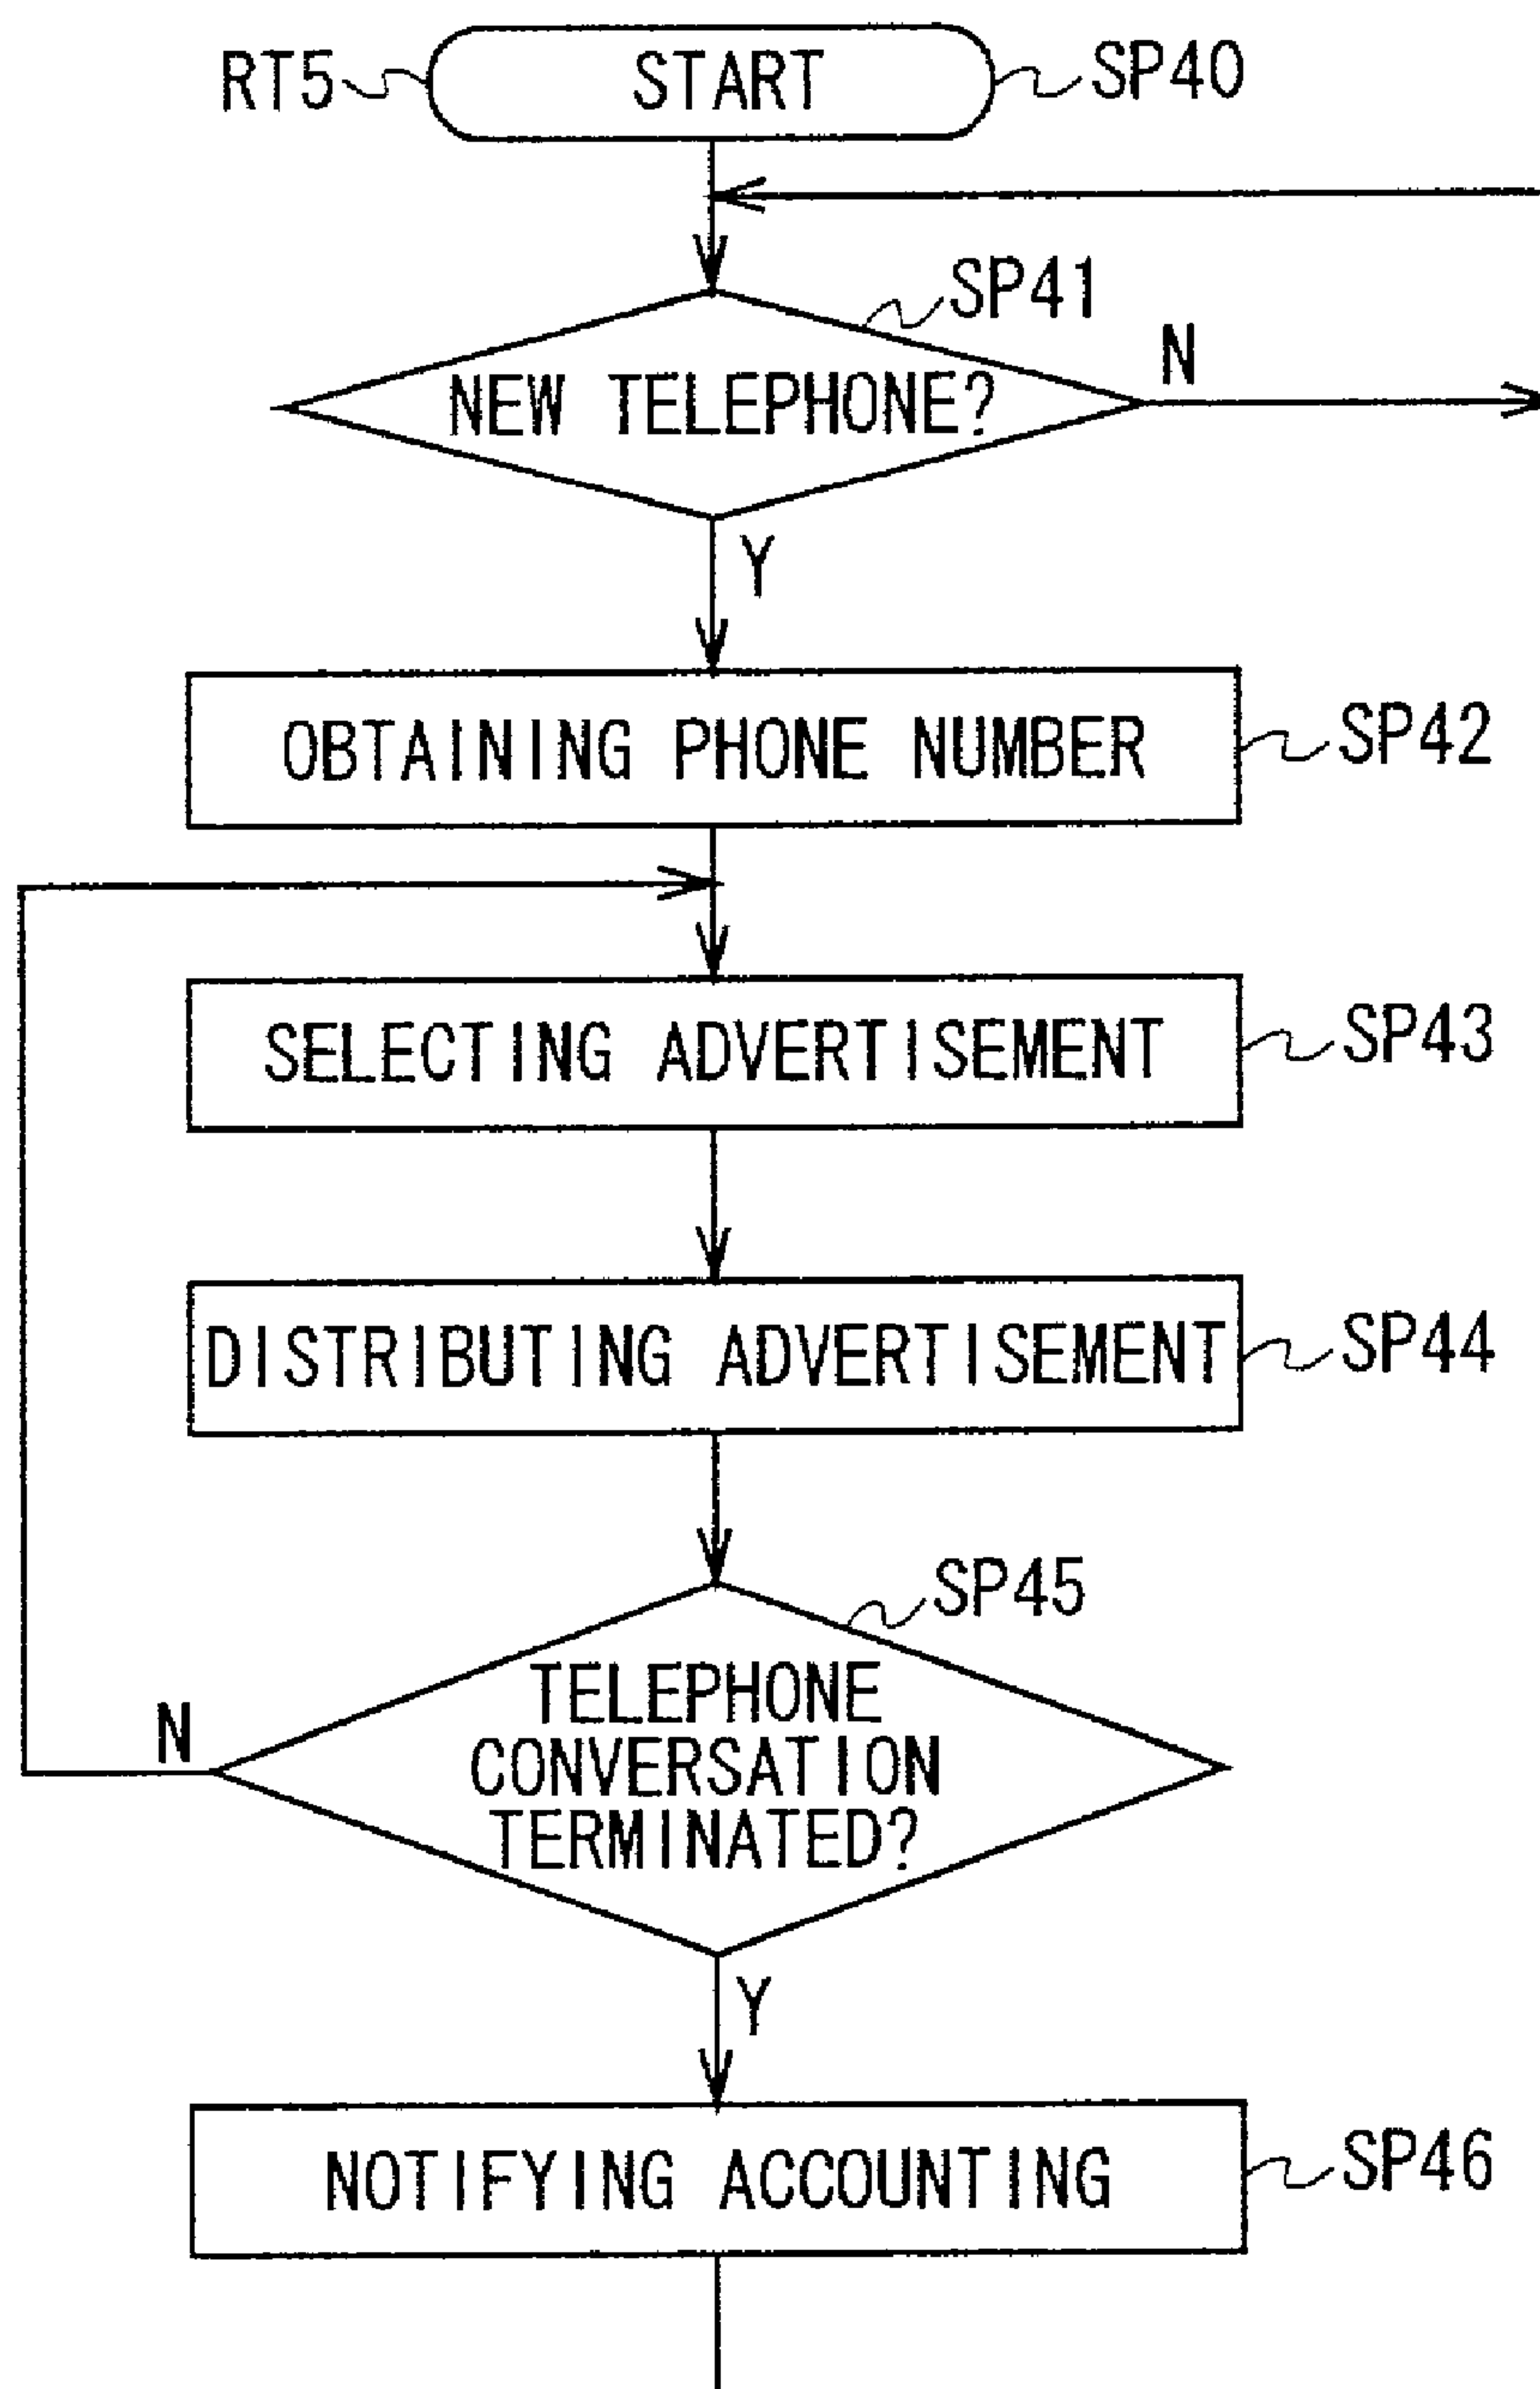 RT5 START SP40
SP41
NEW TELEPHONE? N
Y
OBTAINING PHONE NUMBER SP42
SELECTING ADVERTISEMENT SP43
DISTRIBUTING ADVERTISEMENT SP44
SP45
TELEPHONE
N CONVERSATION
TERMINATED?
Y
NOTIFYING ACCOUNTING SP46